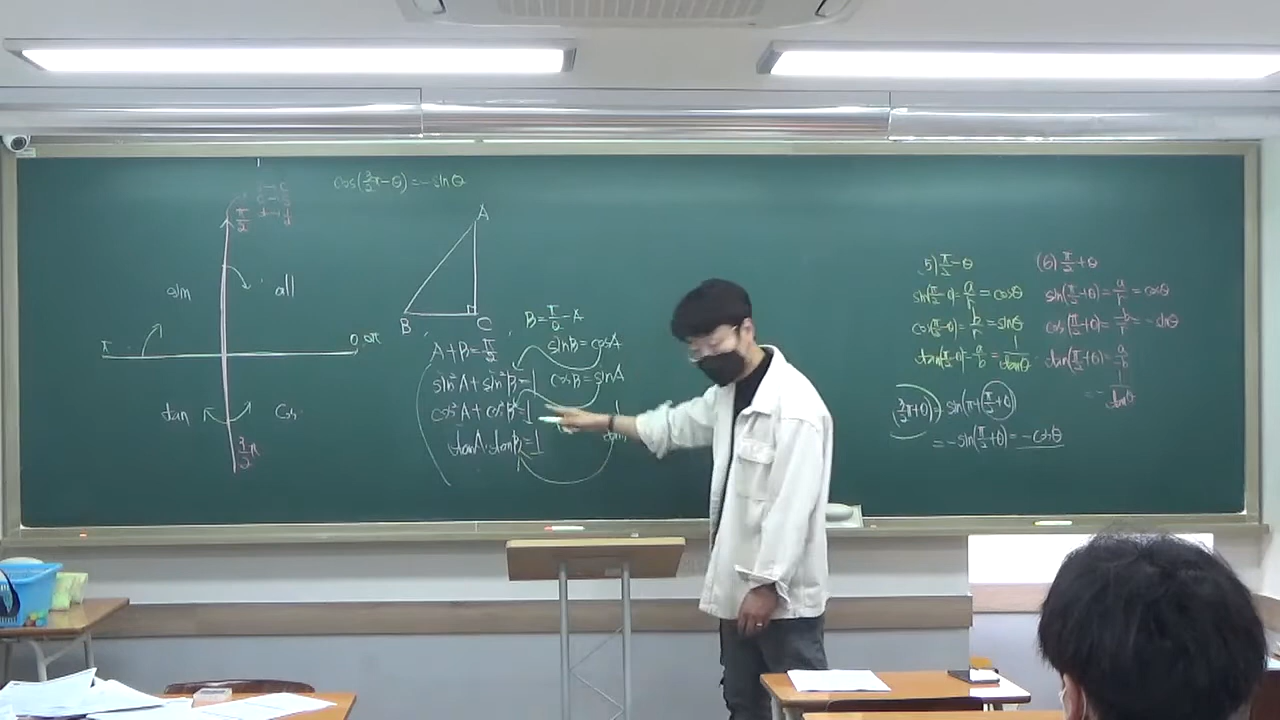 cos(3/2π-θ)=-sinθ
π/2
sin
all
π
0 2π
tan
cos
3/2π
A
B
C
A+B=π/2
sin²A+sin²B=1
cos²A+cos²B=1
tanA·tanB=1
B=π/2-A
sinB=cosA
cosB=sinA
5) π/2-θ
sin(π/2-θ)=a/r=cosθ
cos(π/2-θ)=b/r=sinθ
tan(π/2-θ)=a/b=1/tanθ
(6) π/2+θ
sin(π/2+θ)=a/r=cosθ
cos(π/2+θ)=-b/r=-sinθ
tan(π/2+θ)=-a/b
=-1/tanθ
(3/2π+θ)=sin(π+(π/2+θ))
=-sin(π/2+θ)=-cosθ